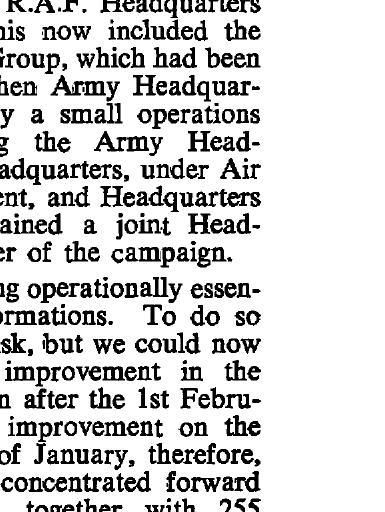 R.A.F. Headquarters
his now included the
Group, which had been
hen Army Headquar-
y a small operations
g the Army Head-
adquarters, under Air
ent, and Headquarters
ained a joint Head-
er of the campaign.
ng operationally essen-
ormations. To do so
sk, but we could now
improvement in the
n after the 1st Febru-
improvement on the
of January, therefore,
concentrated forward
together with 255